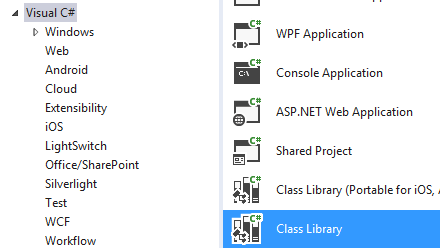 Visual C#
Windows
Web
Android
Cloud
Extensibility
iOS
LightSwitch
Office/SharePoint
Silverlight
Test
WCF
Workflow
C#
WPF Application
C#
C:\
Console Application
C#
ASP.NET Web Application
C#
Shared Project
C#
Class Library (Portable for iOS,
C#
Class Library